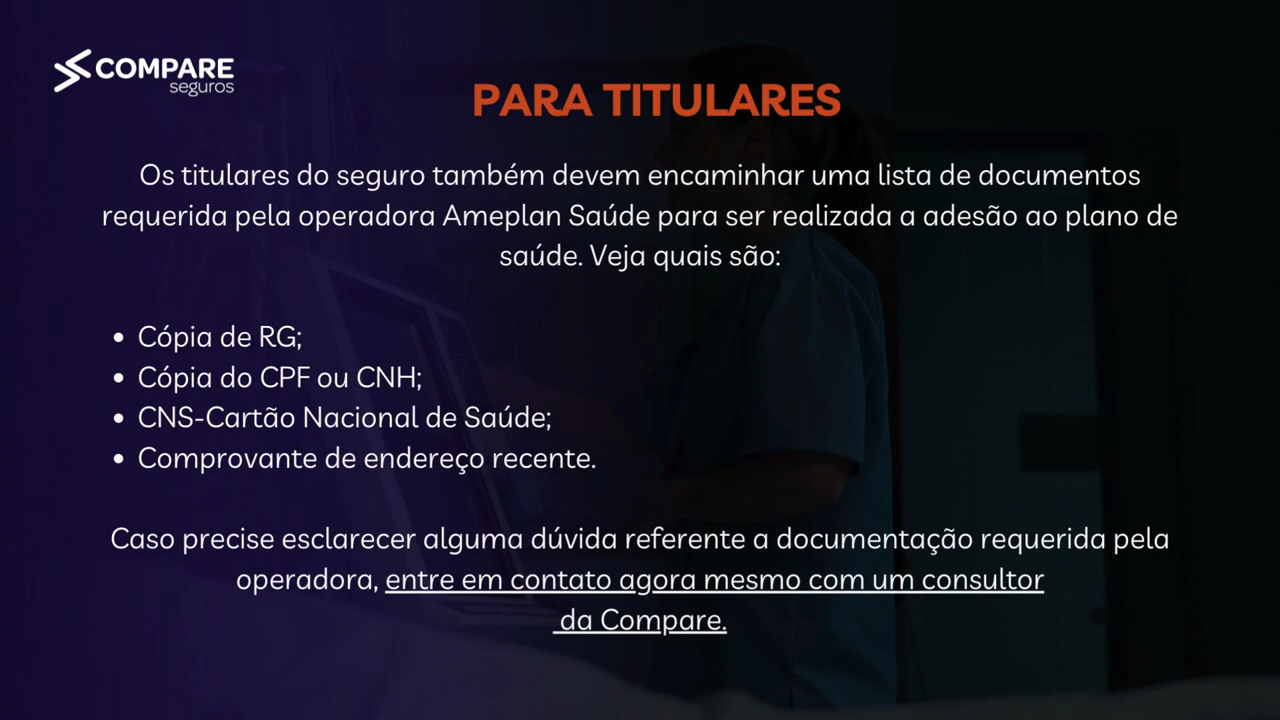 COMPARE
seguros
PARA TITULARES
Os titulares do seguro também devem encaminhar uma lista de documentos
requerida pela operadora Ameplan Saúde para ser realizada a adesão ao plano de
saúde. Veja quais são:
• Cópia de RG;
• Cópia do CPF ou CNH;
• CNS-Cartão Nacional de Saúde;
• Comprovante de endereço recente.
Caso precise esclarecer alguma dúvida referente a documentação requerida pela
operadora, entre em contato agora mesmo com um consultor
da Compare.